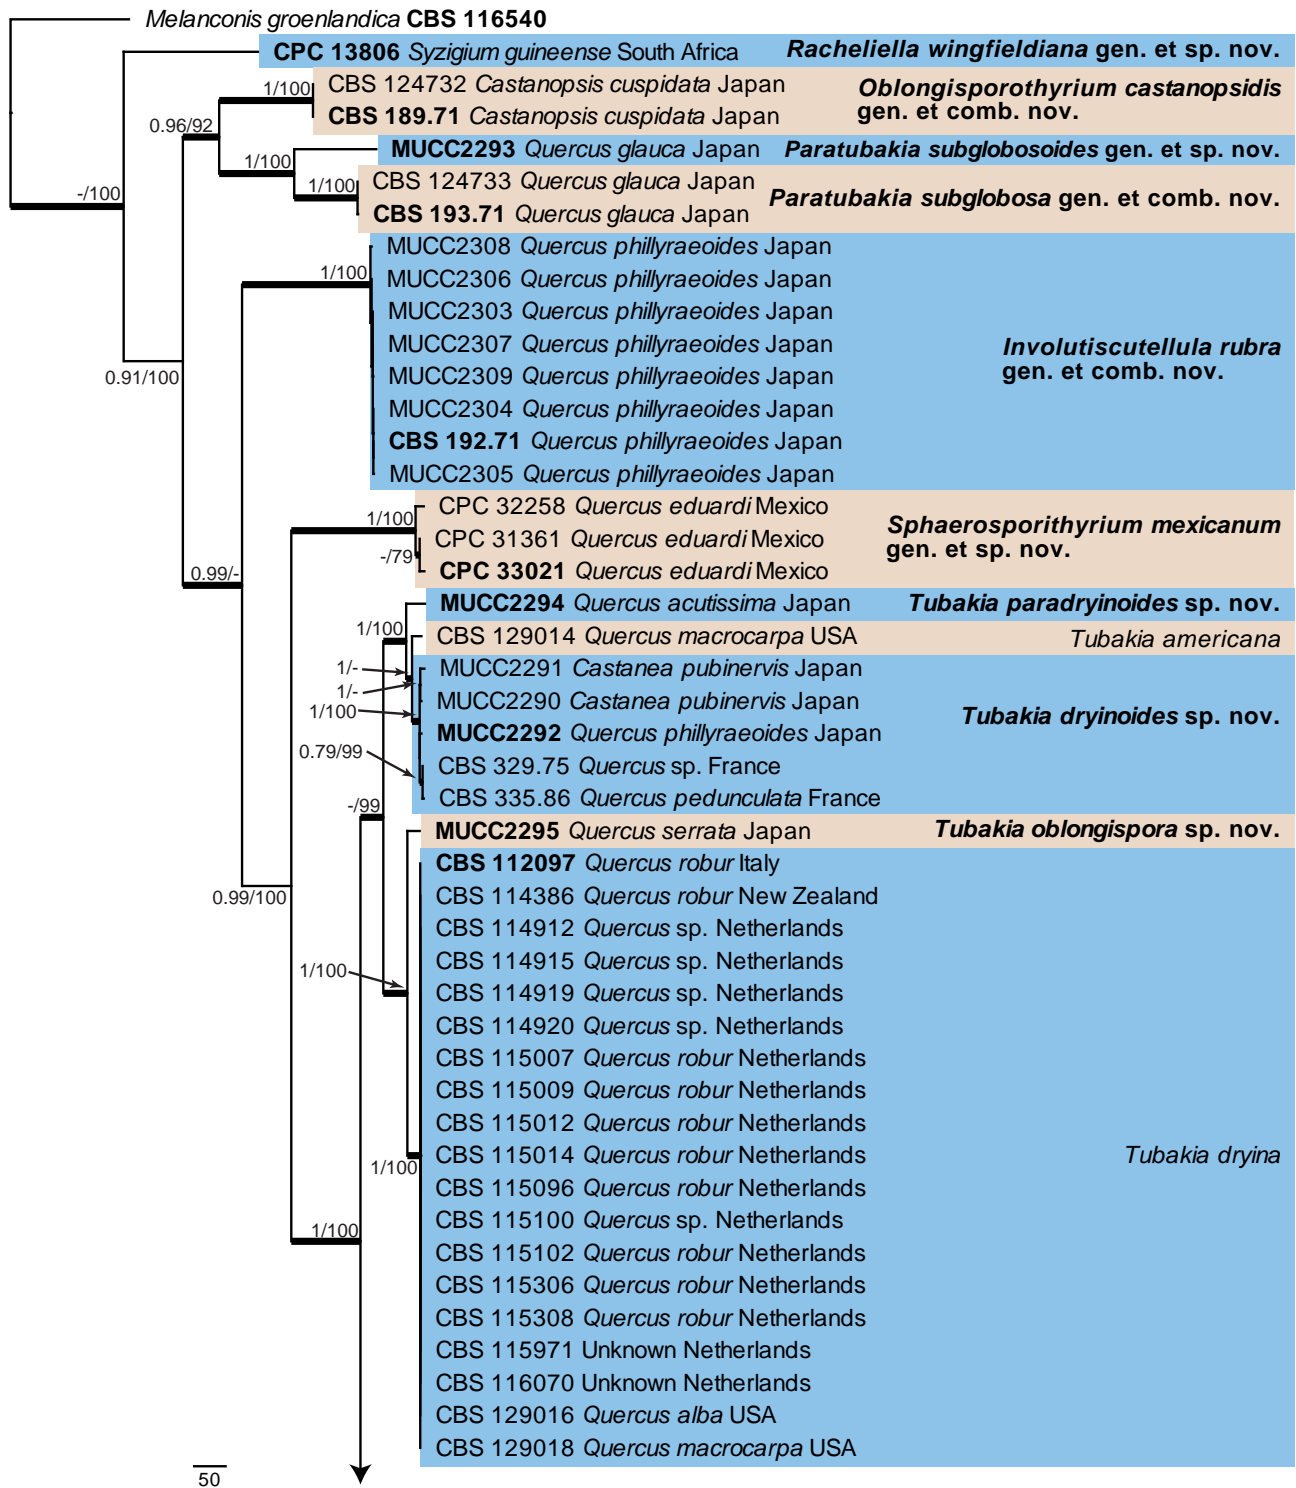 Melanconis groenlandica CBS 116540
CPC 13806 Syzigium guineense South Africa
Racheliella wingfieldiana gen. et sp. nov.
1/100
CBS 124732 Castanopsis cuspidata Japan
CBS 189.71 Castanopsis cuspidata Japan
Oblongisporothyrium castanopsidis
gen. et comb. nov.
0.96/92
1/100
MUCC2293 Quercus glauca Japan
Paratubakia subglobosoides gen. et sp. nov.
-/100
1/100
CBS 124733 Quercus glauca Japan
CBS 193.71 Quercus glauca Japan
Paratubakia subglobosa gen. et comb. nov.
1/100
MUCC2308 Quercus phillyraeoides Japan
MUCC2306 Quercus phillyraeoides Japan
MUCC2303 Quercus phillyraeoides Japan
MUCC2307 Quercus phillyraeoides Japan
MUCC2309 Quercus phillyraeoides Japan
MUCC2304 Quercus phillyraeoides Japan
CBS 192.71 Quercus phillyraeoides Japan
MUCC2305 Quercus phillyraeoides Japan
Involutiscutellula rubra
gen. et comb. nov.
0.91/100
1/100
CPC 32258 Quercus eduardi Mexico
CPC 31361 Quercus eduardi Mexico
-/79
CPC 33021 Quercus eduardi Mexico
Sphaerosporithyrium mexicanum
gen. et sp. nov.
0.99/-
MUCC2294 Quercus acutissima Japan
Tubakia paradryinoides sp. nov.
1/100
CBS 129014 Quercus macrocarpa USA
Tubakia americana
1/-
1/-
1/100
0.79/99
MUCC2291 Castanea pubinervis Japan
MUCC2290 Castanea pubinervis Japan
MUCC2292 Quercus phillyraeoides Japan
CBS 329.75 Quercus sp. France
CBS 335.86 Quercus pedunculata France
Tubakia dryinoides sp. nov.
-/99
MUCC2295 Quercus serrata Japan
Tubakia oblongispora sp. nov.
0.99/100
1/100
CBS 112097 Quercus robur Italy
CBS 114386 Quercus robur New Zealand
CBS 114912 Quercus sp. Netherlands
CBS 114915 Quercus sp. Netherlands
CBS 114919 Quercus sp. Netherlands
CBS 114920 Quercus sp. Netherlands
CBS 115007 Quercus robur Netherlands
CBS 115009 Quercus robur Netherlands
CBS 115012 Quercus robur Netherlands
CBS 115014 Quercus robur Netherlands
CBS 115096 Quercus robur Netherlands
CBS 115100 Quercus sp. Netherlands
CBS 115102 Quercus robur Netherlands
CBS 115306 Quercus robur Netherlands
CBS 115308 Quercus robur Netherlands
CBS 115971 Unknown Netherlands
CBS 116070 Unknown Netherlands
CBS 129016 Quercus alba USA
CBS 129018 Quercus macrocarpa USA
Tubakia dryina
1/100
1/100
50